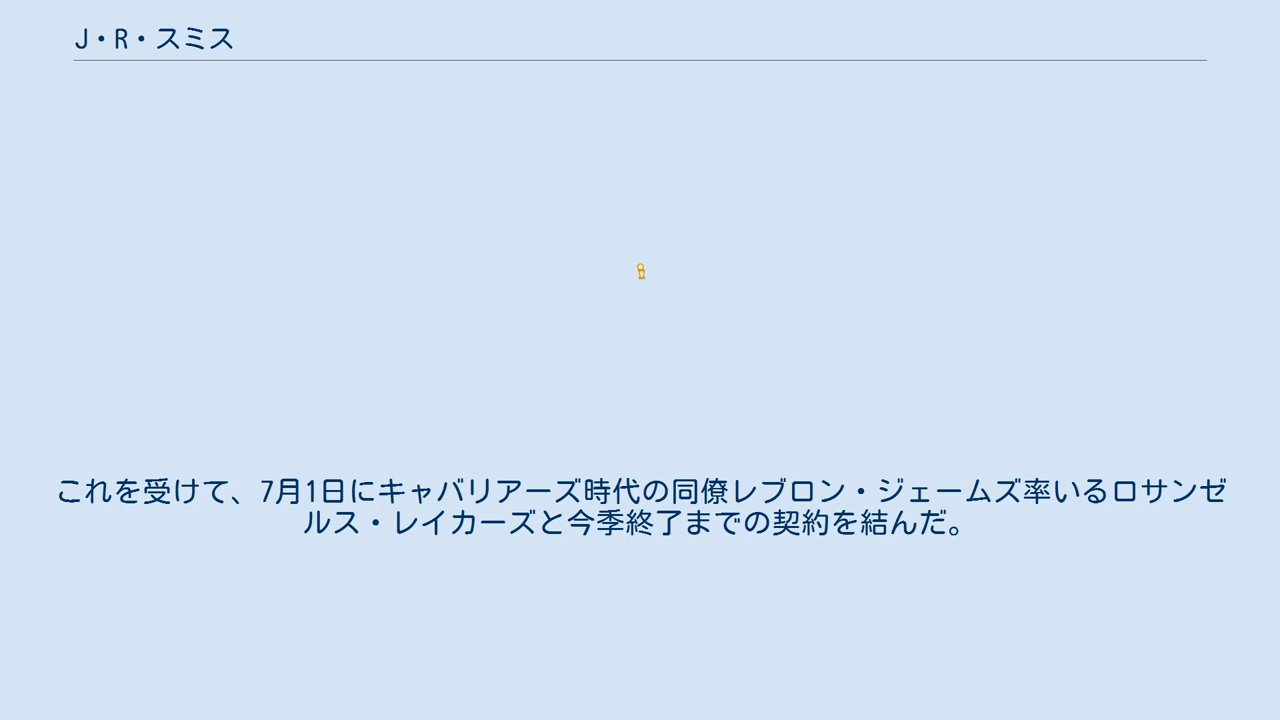 J・R・スミス
これを受けて、7月1日にキャバリアーズ時代の同僚レブロン・ジェームズ率いるロサンゼ
ルス・レイカーズと今季終了までの契約を結んだ。